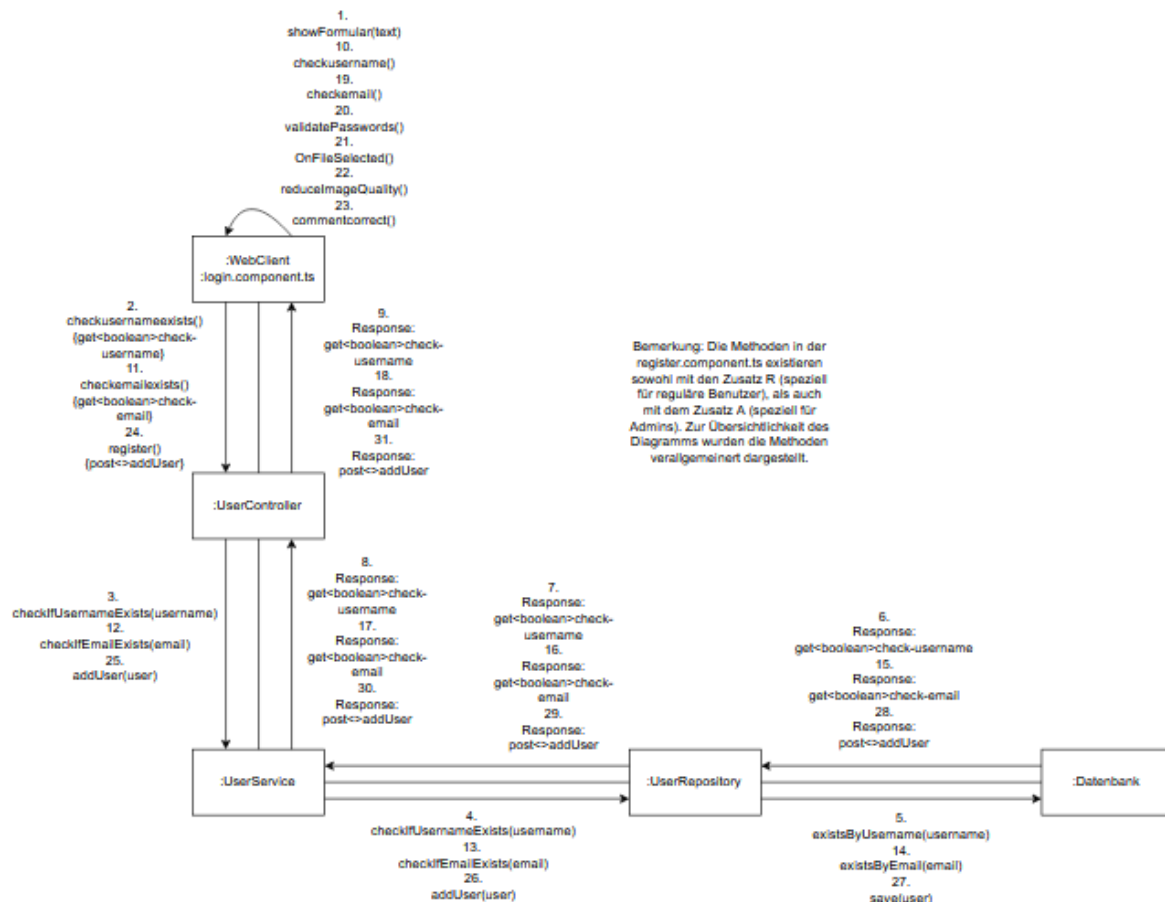 1.
showFormular(text)
10.
checkusername()
19.
checkemail()
20.
validatePasswords()
21.
OnFileSelected()
22.
reduceImageQuality()
23.
commentcorrect()
:WebClient
:login.component.ts
2.
checkusernameexists()
{get<boolean>check-
username}
11.
checkemailexists()
{get<boolean>check-
email}
24.
register()
{post<>addUser}
9.
Response:
get<boolean>check-
username
18.
Response:
get<boolean>check-
email
31.
Response:
post<>addUser
Bemerkung: Die Methoden in der
register.component.ts existieren
sowohl mit den Zusatz R (speziell
für reguläre Benutzer), als auch
mit dem Zusatz A (speziell für
Admins). Zur Übersichtlichkeit des
Diagramms wurden die Methoden
verallgemeinert dargestellt.
:UserController
3.
checkIfUsernameExists(username)
12.
checkIfEmailExists(email)
25.
addUser(user)
8.
Response:
get<boolean>check-
username
17.
Response:
get<boolean>check-
email
30.
Response:
post<>addUser
7.
Response:
get<boolean>check-
username
16.
Response:
get<boolean>check-
email
29.
Response:
post<>addUser
6.
Response:
get<boolean>check-username
15.
Response:
get<boolean>check-email
28.
Response:
post<>addUser
:UserService
:UserRepository
:Datenbank
4.
checkIfUsernameExists(username)
13.
checkIfEmailExists(email)
26.
addUser(user)
5.
existsByUsername(username)
14.
existsByEmail(email)
27.
save(user)